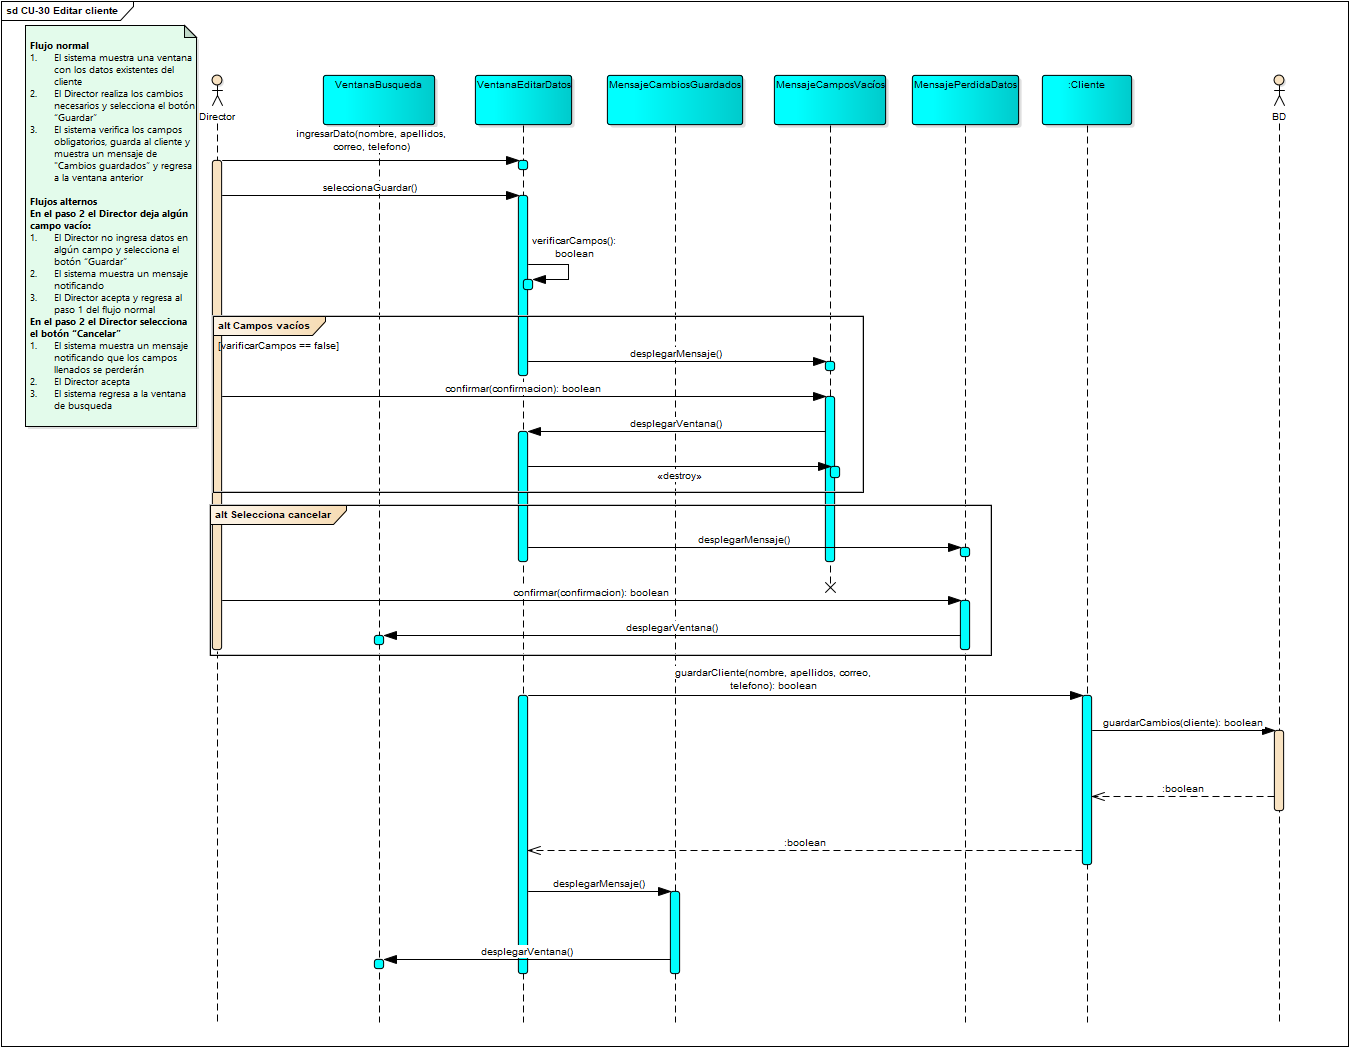 sd CU-30 Editar cliente
Flujo normal
1. El sistema muestra una ventana
con los datos existentes del
cliente
2. El Director realiza los cambios
necesarios y selecciona el botón
"Guardar"
3. El sistema verifica los campos
obligatorios, guarda al cliente y
muestra un mensaje de
"Cambios guardados" y regresa
a la ventana anterior
Flujos alternos
En el paso 2 el Director deja algún
campo vacío:
1. El Director no ingresa datos en
algún campo y selecciona el
botón "Guardar"
2. El sistema muestra un mensaje
notificando
3. El Director acepta y regresa al
paso 1 del flujo normal
En el paso 2 el Director selecciona
el botón "Cancelar"
1. El sistema muestra un mensaje
notificando que los campos
llenados se perderán
2. El Director acepta
3. El sistema regresa a la ventana
de busqueda
Director
VentanaBusqueda
VentanaEditarDatos
MensajeCambiosGuardados
MensajeCamposVacíos
MensajePerdidaDatos
:Cliente
BD
ingresarDato(nombre, apellidos,
correo, telefono)
seleccionaGuardar()
verificarCampos():
boolean
alt Campos vacíos
[varificarCampos == false]
desplegarMensaje()
confirmar(confirmacion): boolean
desplegarVentana()
«destroy»
alt Selecciona cancelar
desplegarMensaje()
confirmar(confirmacion): boolean
desplegarVentana()
guardarCliente(nombre, apellidos, correo,
telefono): boolean
guardarCambios(cliente): boolean
:boolean
:boolean
desplegarMensaje()
desplegarVentana()